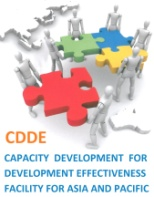 CDDE
CAPACITY DEVELOPMENT FOR
DEVELOPMENT EFFECTIVENESS
FACILITY FOR ASIA AND PACIFIC